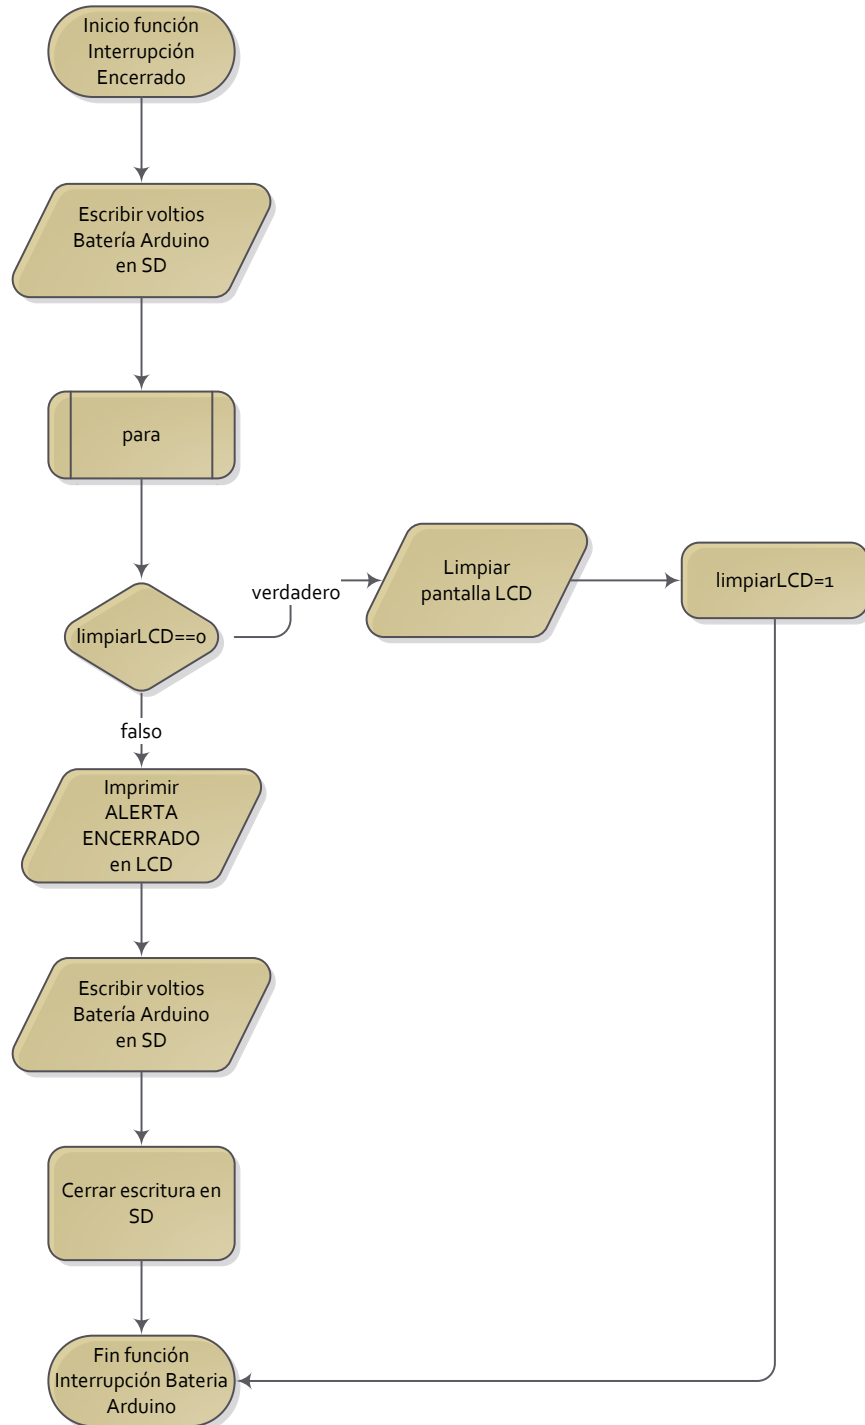 Inicio función
Interrupción
Encerrado
Escribir voltios
Batería Arduino
en SD
para
limpiarLCD==0
verdadero
Limpiar
pantalla LCD
limpiarLCD=1
falso
Imprimir
ALERTA
ENCERRADO
en LCD
Escribir voltios
Batería Arduino
en SD
Cerrar escritura en
SD
Fin función
Interrupción Bateria
Arduino